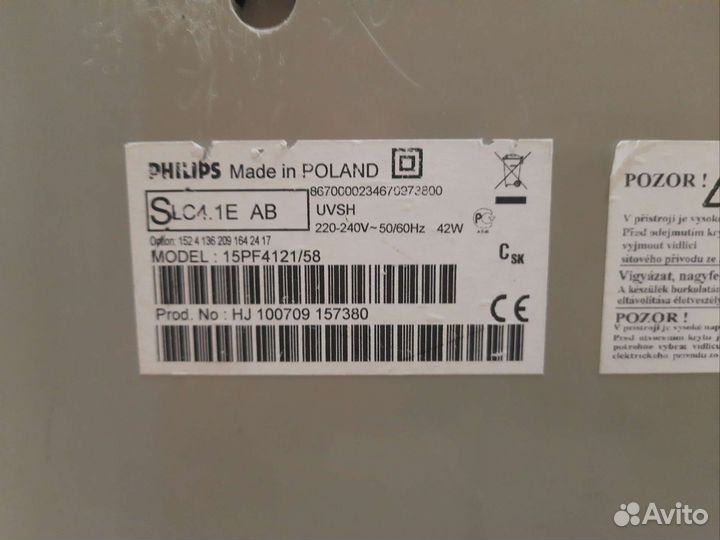 PHILIPS Made in POLAND
8670000234670973800
SLC4.1E AB
UVSH
220-240V~50/60Hz 42W
Option: 152 4 136 209 164 24 17
MODEL : 15PF4121/58
Prod. No : HJ 100709 157380
CSK
CE
POZOR !
V přístroji je vysoké
Před odejmutím kry
vyjmout vidlici
síťového přívodu ze
Vigyázat, nagyfe
A készülék burkolatán
eltávolítása életveszély
POZOR !
V prístroji je vysoké nap
Pred otvorením krytu j
potrebné vybrať vidlicu
elektrického prívodu zo
Avito